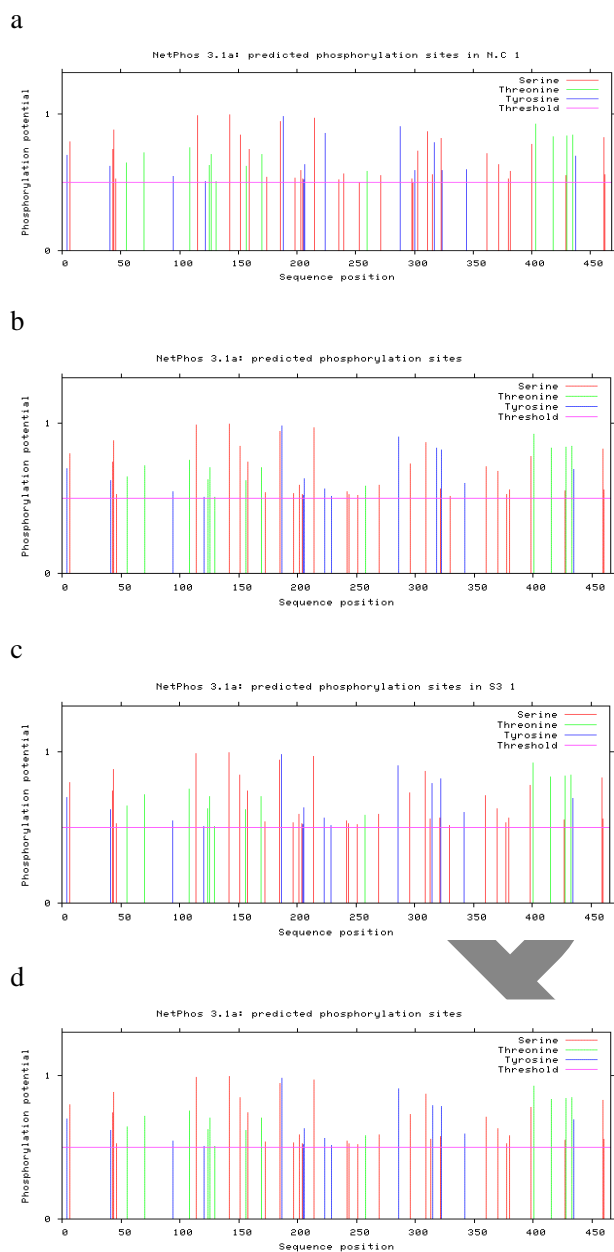 a
NetPhos 3.1a: predicted phosphorylation sites in N.C 1
Serine
Threonine
Tyrosine
Threshold
Phosphorylation potential
1
0
0 50 100 150 200 250 300 350 400 450
Sequence position
b
NetPhos 3.1a: predicted phosphorylation sites
Serine
Threonine
Tyrosine
Threshold
Phosphorylation potential
1
0
0 50 100 150 200 250 300 350 400 450
Sequence position
c
NetPhos 3.1a: predicted phosphorylation sites in S3 1
Serine
Threonine
Tyrosine
Threshold
Phosphorylation potential
1
0
0 50 100 150 200 250 300 350 400 450
Sequence position
d
NetPhos 3.1a: predicted phosphorylation sites
Serine
Threonine
Tyrosine
Threshold
Phosphorylation potential
1
0
0 50 100 150 200 250 300 350 400 450
Sequence position